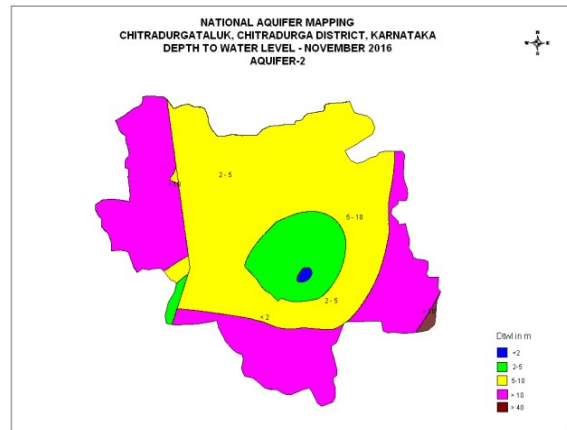 NATIONAL AQUIFER MAPPING
CHITRADURGATALUK, CHITRADURGA DISTRICT, KARNATAKA
DEPTH TO WATER LEVEL - NOVEMBER 2016
AQUIFER-2
N
W E
S
2 - 5
5 - 10
2 - 5
< 2
Dtwl in m
<2
2-5
5-10
> 10
> 40